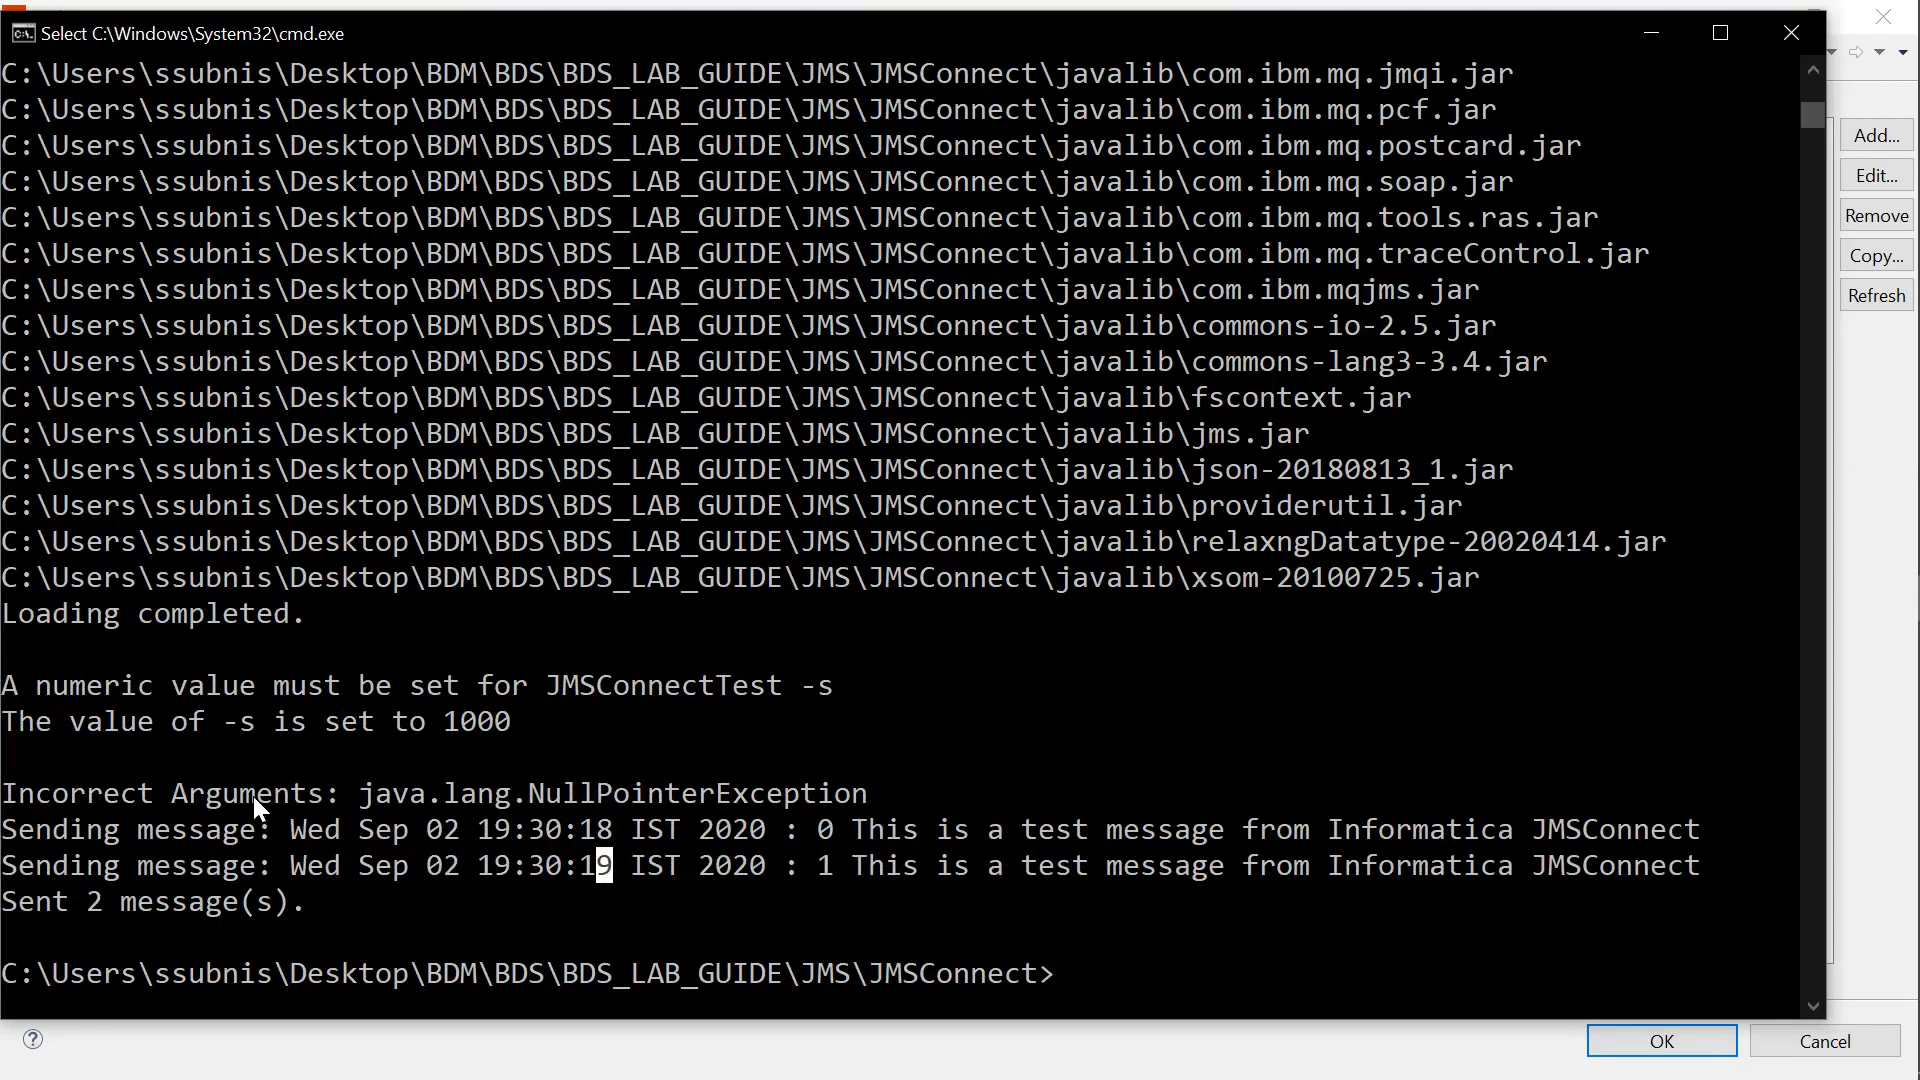 Select C:\Windows\System32\cmd.exe
C:\Users\ssubnis\Desktop\BDM\BDS\BDS_LAB_GUIDE\JMS\JMSConnect\javalib\com.ibm.mq.jmqi.jar
C:\Users\ssubnis\Desktop\BDM\BDS\BDS_LAB_GUIDE\JMS\JMSConnect\javalib\com.ibm.mq.pcf.jar
C:\Users\ssubnis\Desktop\BDM\BDS\BDS_LAB_GUIDE\JMS\JMSConnect\javalib\com.ibm.mq.postcard.jar
C:\Users\ssubnis\Desktop\BDM\BDS\BDS_LAB_GUIDE\JMS\JMSConnect\javalib\com.ibm.mq.soap.jar
C:\Users\ssubnis\Desktop\BDM\BDS\BDS_LAB_GUIDE\JMS\JMSConnect\javalib\com.ibm.mq.tools.ras.jar
C:\Users\ssubnis\Desktop\BDM\BDS\BDS_LAB_GUIDE\JMS\JMSConnect\javalib\com.ibm.mq.traceControl.jar
C:\Users\ssubnis\Desktop\BDM\BDS\BDS_LAB_GUIDE\JMS\JMSConnect\javalib\com.ibm.mqjms.jar
C:\Users\ssubnis\Desktop\BDM\BDS\BDS_LAB_GUIDE\JMS\JMSConnect\javalib\commons-io-2.5.jar
C:\Users\ssubnis\Desktop\BDM\BDS\BDS_LAB_GUIDE\JMS\JMSConnect\javalib\commons-lang3-3.4.jar
C:\Users\ssubnis\Desktop\BDM\BDS\BDS_LAB_GUIDE\JMS\JMSConnect\javalib\fscontext.jar
C:\Users\ssubnis\Desktop\BDM\BDS\BDS_LAB_GUIDE\JMS\JMSConnect\javalib\jms.jar
C:\Users\ssubnis\Desktop\BDM\BDS\BDS_LAB_GUIDE\JMS\JMSConnect\javalib\json-20180813_1.jar
C:\Users\ssubnis\Desktop\BDM\BDS\BDS_LAB_GUIDE\JMS\JMSConnect\javalib\providerutil.jar
C:\Users\ssubnis\Desktop\BDM\BDS\BDS_LAB_GUIDE\JMS\JMSConnect\javalib\relaxngDatatype-20020414.jar
C:\Users\ssubnis\Desktop\BDM\BDS\BDS_LAB_GUIDE\JMS\JMSConnect\javalib\xsom-20100725.jar
Loading completed.
A numeric value must be set for JMSConnectTest -s
The value of -s is set to 1000
Incorrect Arguments: java.lang.NullPointerException
Sending message: Wed Sep 02 19:30:18 IST 2020 : 0 This is a test message from Informatica JMSConnect
Sending message: Wed Sep 02 19:30:19 IST 2020 : 1 This is a test message from Informatica JMSConnect
Sent 2 message(s).
C:\Users\ssubnis\Desktop\BDM\BDS\BDS_LAB_GUIDE\JMS\JMSConnect>
Add...
Edit...
Remove
Copy...
Refresh
OK
Cancel